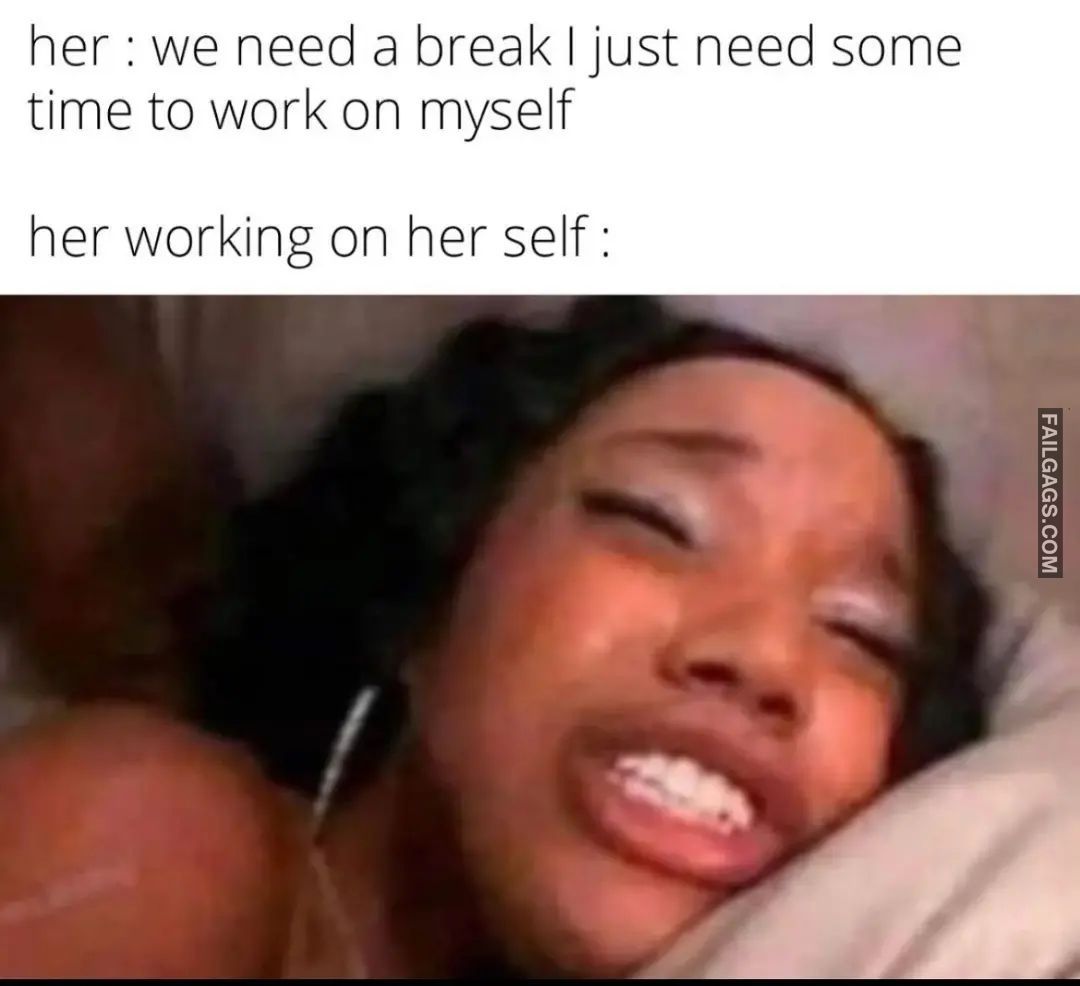 her : we need a break I just need some
time to work on myself
her working on her self :
FAILGAGS.COM